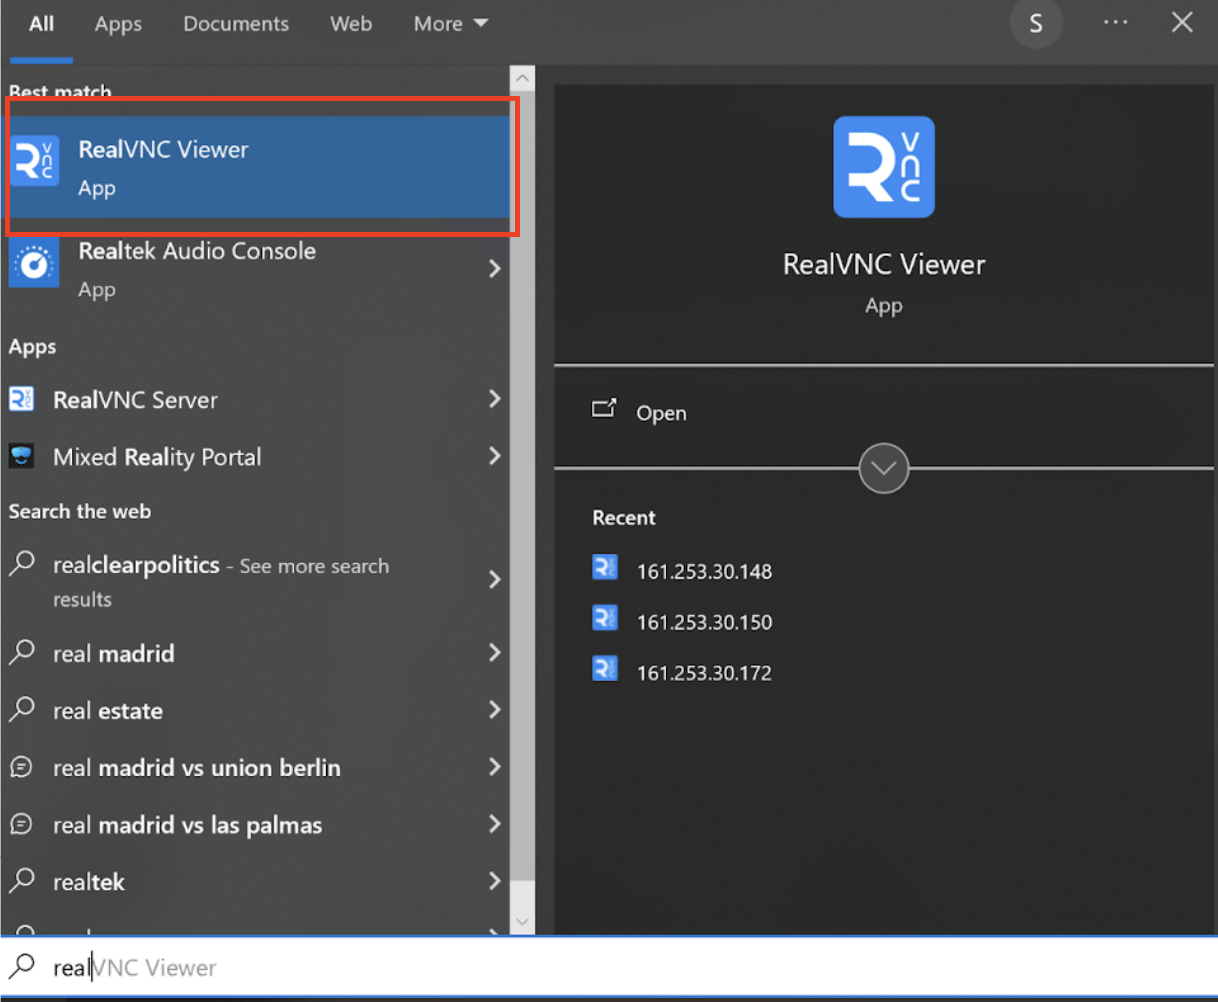 All Apps Documents Web More S
Best match
RealVNC Viewer
App
Realtek Audio Console
App
Apps
RealVNC Server
Mixed Reality Portal
Search the web
realclearpolitics - See more search
results
real madrid
real estate
real madrid vs union berlin
real madrid vs las palmas
realtek
realVNC Viewer
RVNC
RealVNC Viewer
App
Open
Recent
161.253.30.148
161.253.30.150
161.253.30.172